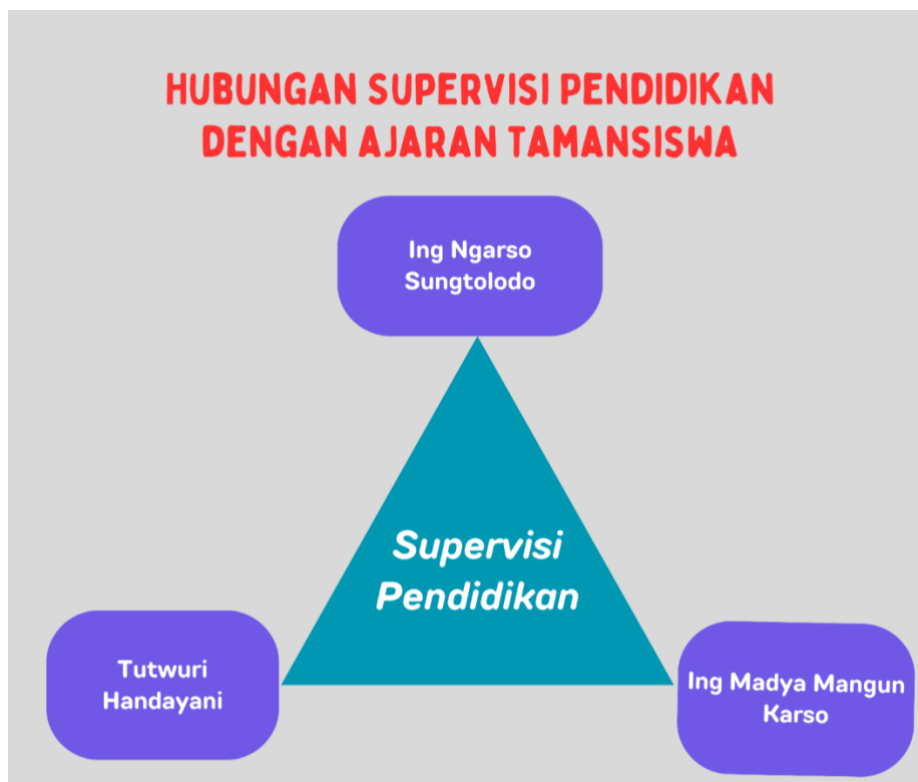 HUBUNGAN SUPERVISI PENDIDIKAN
DENGAN AJARAN TAMANSISWA
Ing Ngarso
Sungtolodo
Supervisi
Pendidikan
Tutwuri
Handayani
Ing Madya Mangun
Karso